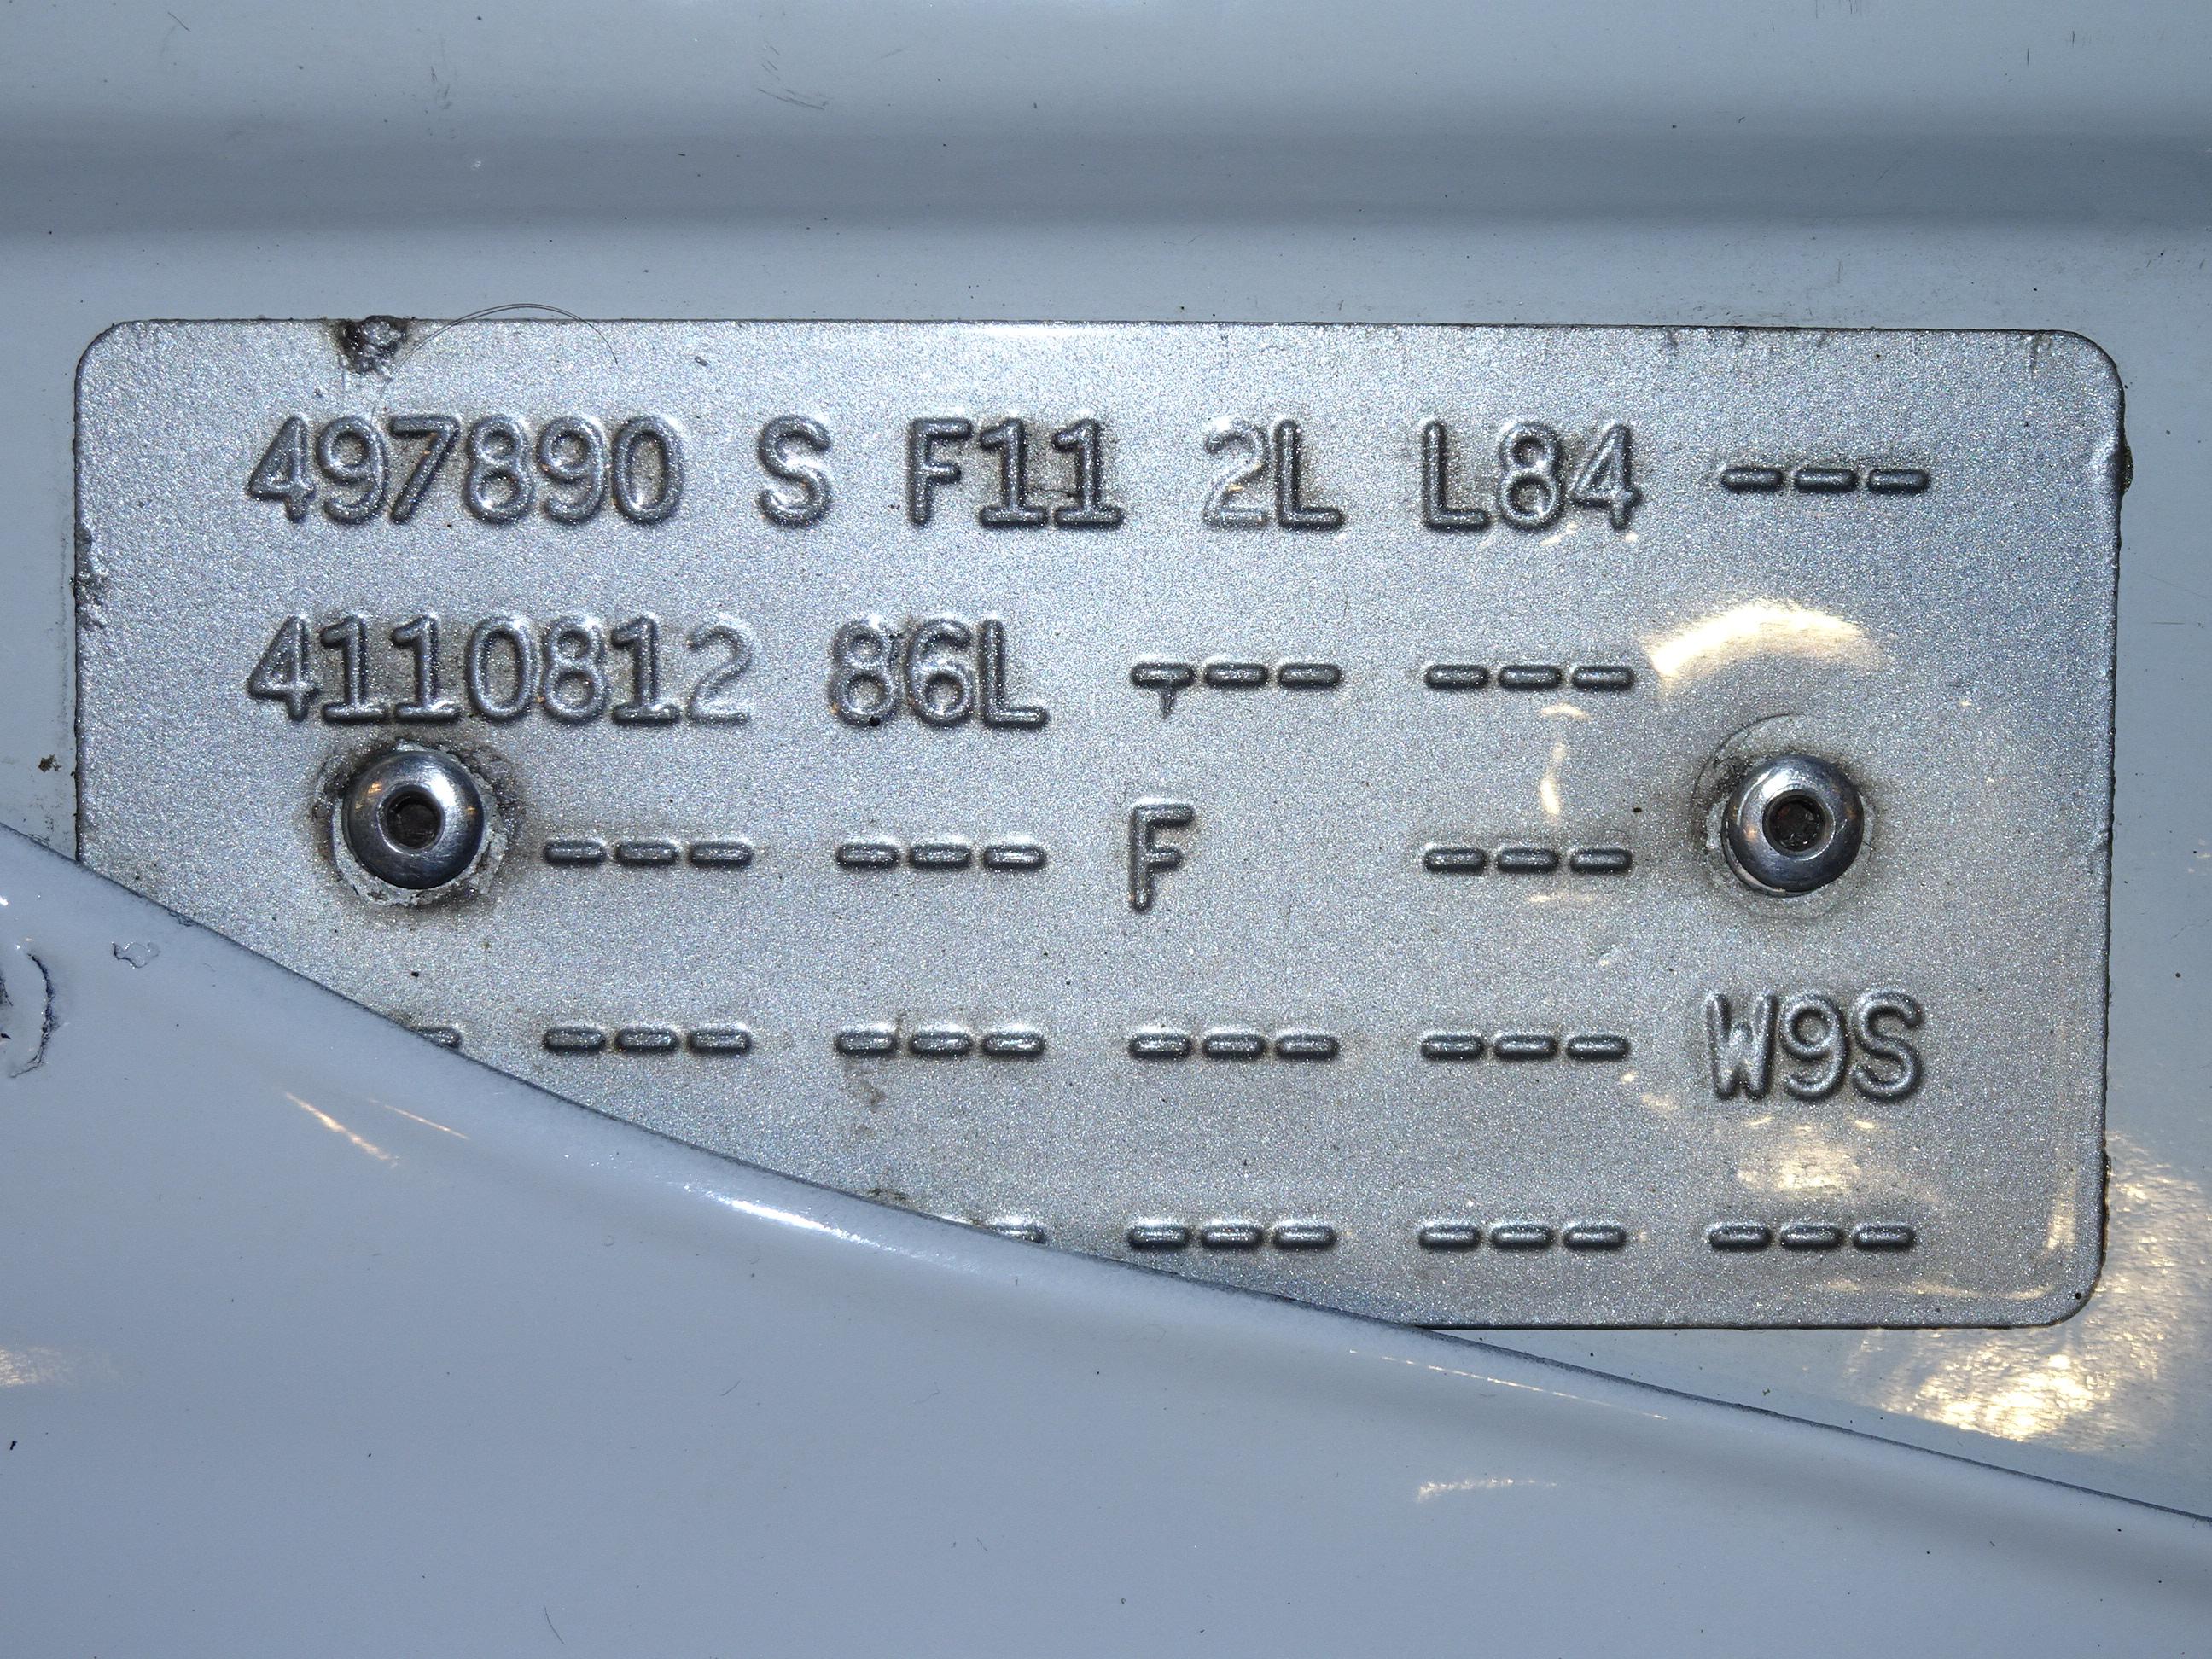 497890 S F11 2L L84 ---
4110812 86L --- ---
--- --- F ---
- --- --- --- --- W9S
-- --- --- ---